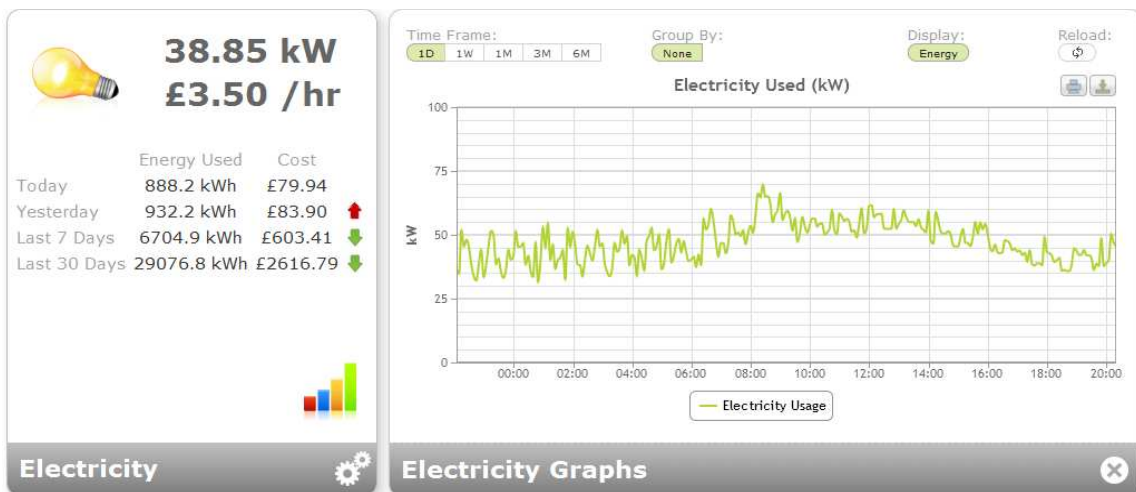 38.85 kW
£3.50 /hr
Energy Used Cost
Today 888.2 kWh £79.94
Yesterday 932.2 kWh £83.90
Last 7 Days 6704.9 kWh £603.41
Last 30 Days 29076.8 kWh £2616.79
Electricity
Time Frame: Group By: Display: Reload:
1D 1W 1M 3M 6M None Energy
Electricity Used (kW)
100
75
50
25
0
kW
00:00 02:00 04:00 06:00 08:00 10:00 12:00 14:00 16:00 18:00 20:00
Electricity Usage
Electricity Graphs